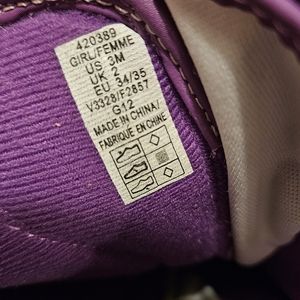 420389
GIRL/FEMME
US 3M
UK 2
EU 34/35
V3328/F2857
G12
MADE IN CHINA/
FABRIQUE EN CHINE